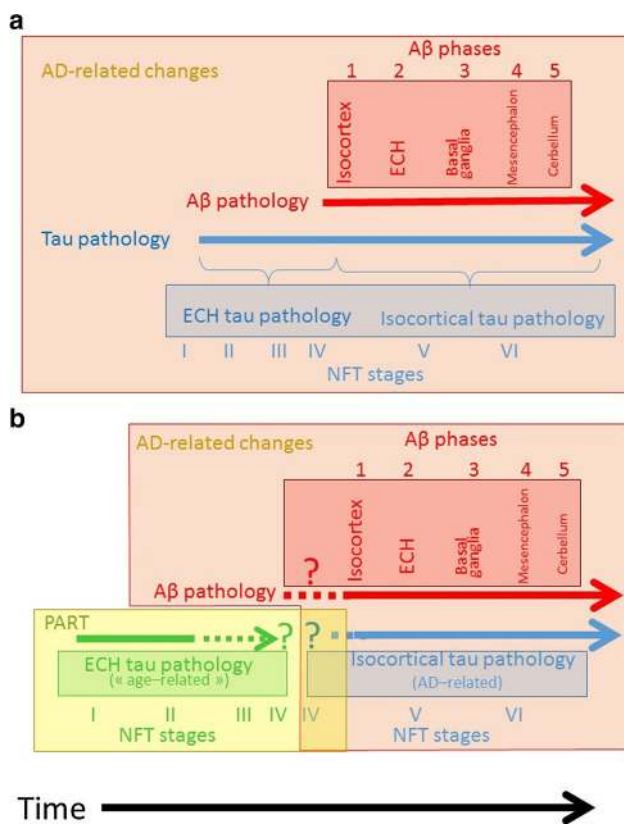 a
Aβ phases
AD-related changes
1 2 3 4 5
Isocortex
ECH
Basal
ganglia
Mesencephalon
Cerbellum
Aβ pathology
Tau pathology
ECH tau pathology
Isocortical tau pathology
I II III IV V VI
NFT stages
b
AD-related changes
Aβ phases
1 2 3 4 5
Isocortex
ECH
Basal
ganglia
Mesencephalon
Cerbellum
?
Aβ pathology
PART
? ?
ECH tau pathology
(« age-related »)
Isocortical tau pathology
(AD-related)
I II III IV IV V VI
NFT stages
NFT stages
Time